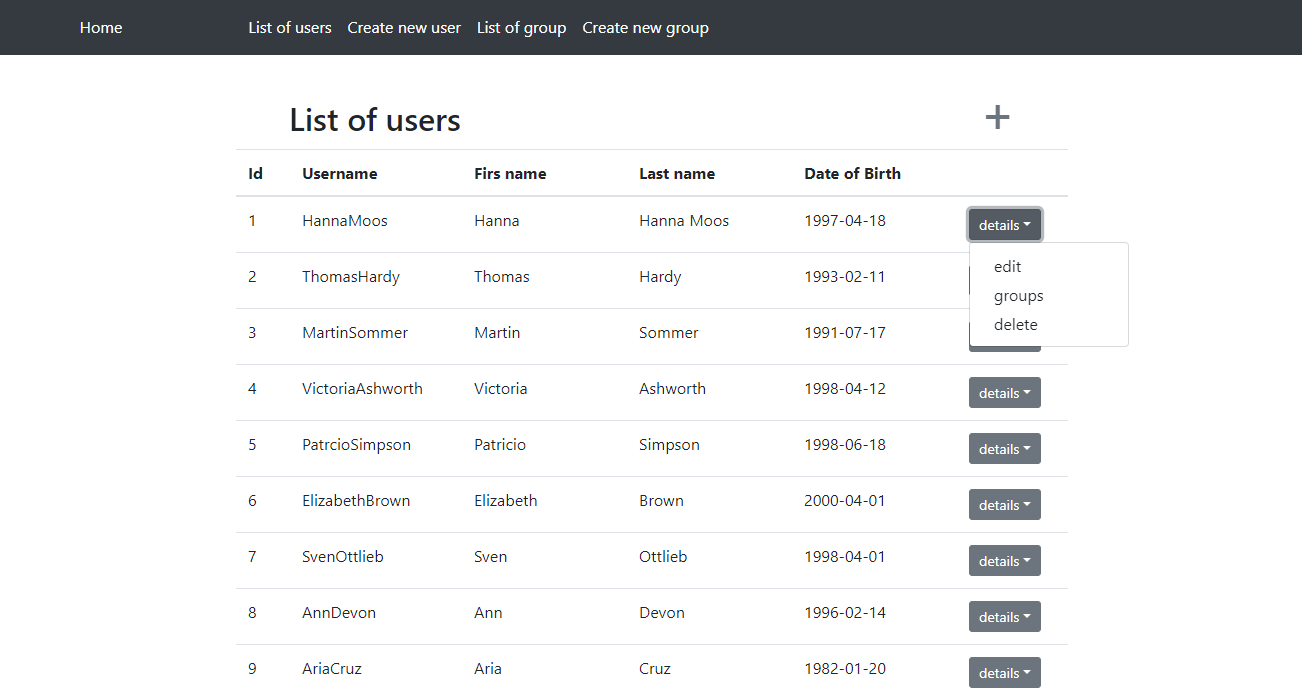 Home List of users Create new user List of group Create new group
List of users +
Id Username Firs name Last name Date of Birth
1 HannaMoos Hanna Hanna Moos 1997-04-18 details
edit
2 ThomasHardy Thomas Hardy 1993-02-11
groups
delete
3 MartinSommer Martin Sommer 1991-07-17
4 VictoriaAshworth Victoria Ashworth 1998-04-12 details
5 PatrcioSimpson Patricio Simpson 1998-06-18 details
6 ElizabethBrown Elizabeth Brown 2000-04-01 details
7 SvenOttlieb Sven Ottlieb 1998-04-01 details
8 AnnDevon Ann Devon 1996-02-14 details
9 AriaCruz Aria Cruz 1982-01-20 details